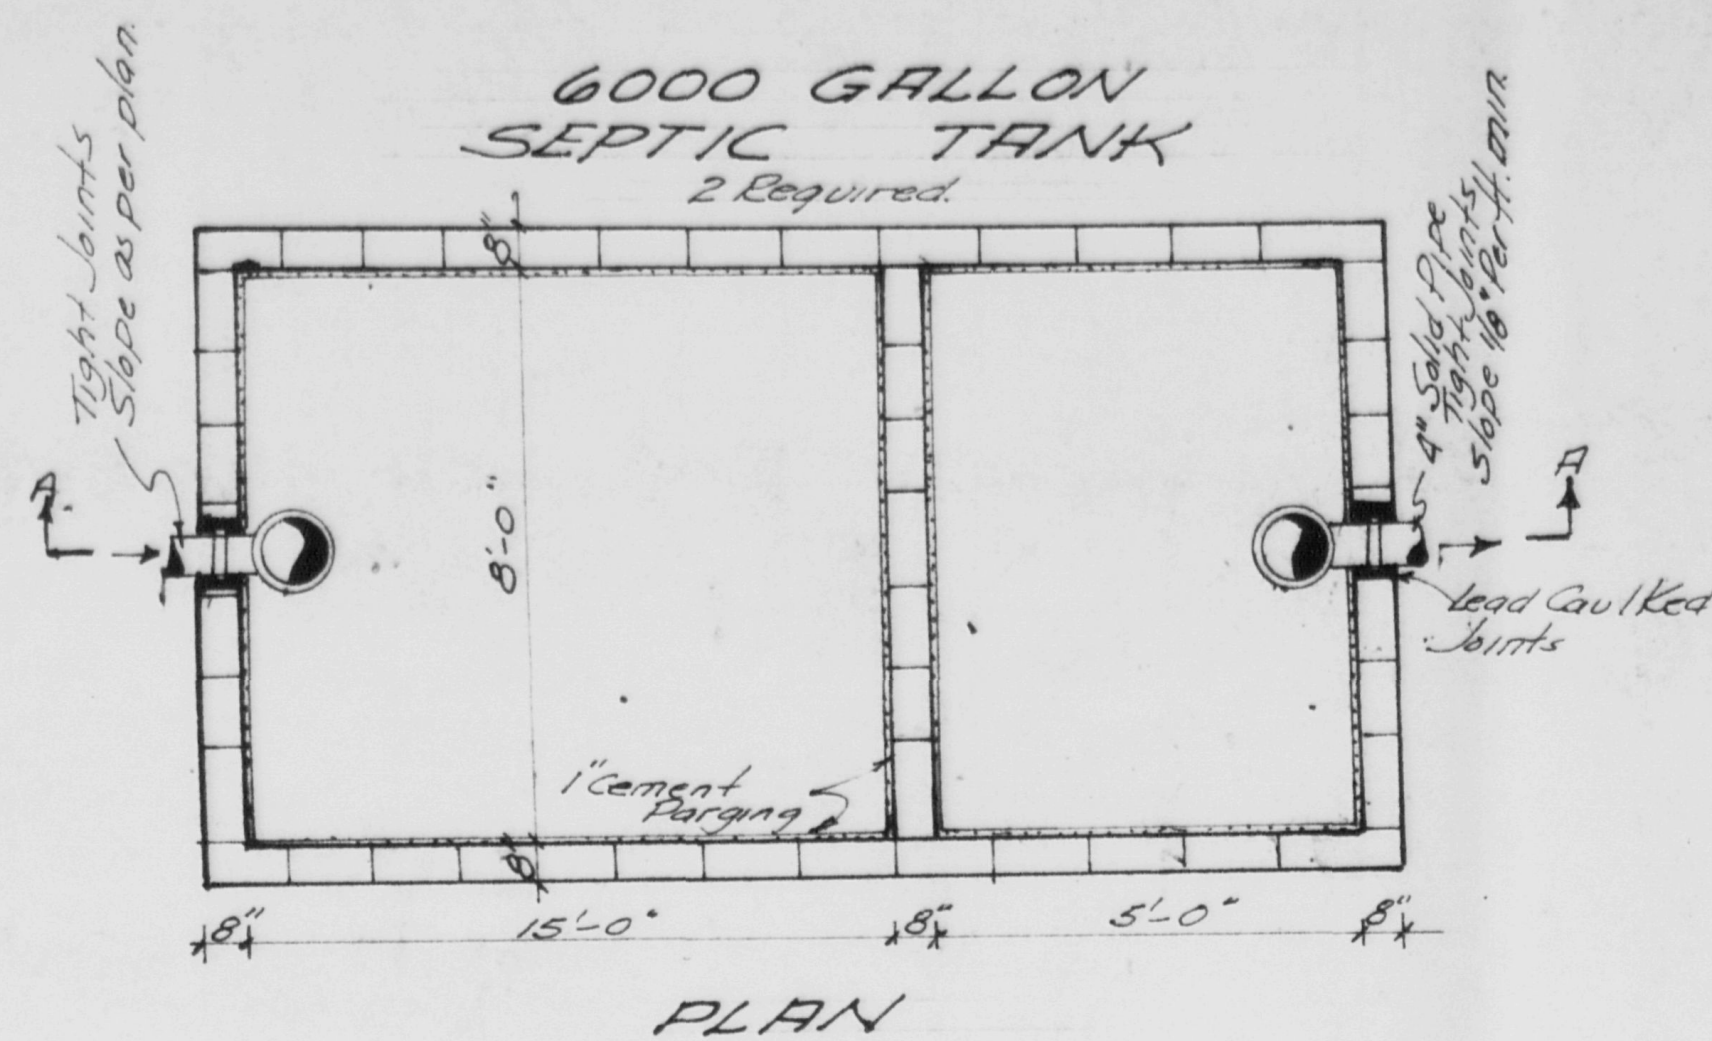 6000 GALLON
SEPTIC TANK
2 Required.
Tight Joints
Slope as per plan.
4" Solid Pipe
Tight Joints
Slope 1/8" Per ft. min.
8"
A
8'-0"
A
Lead Caulked
Joints
1" Cement
Parging
8"
8"
15'-0"
8"
5'-0"
8"
PLAN